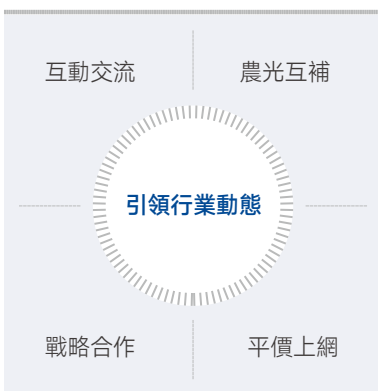 互動交流
農光互補
引領行業動態
戰略合作
平價上網